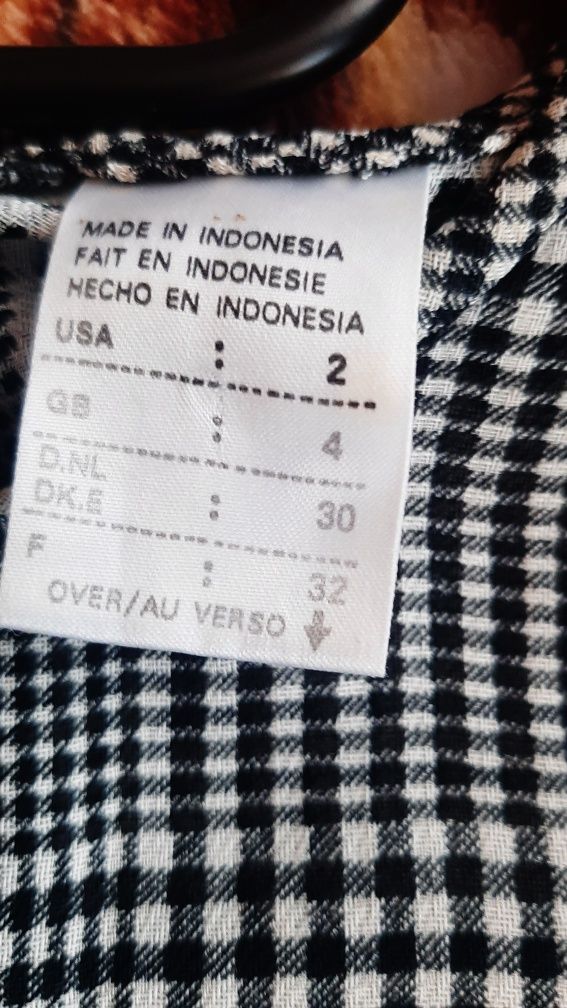 MADE IN INDONESIA
FAIT EN INDONESIE
HECHO EN INDONESIA
USA : 2
GB : 4
D.NL
DK.E : 30
F : 32
OVER/AU VERSO